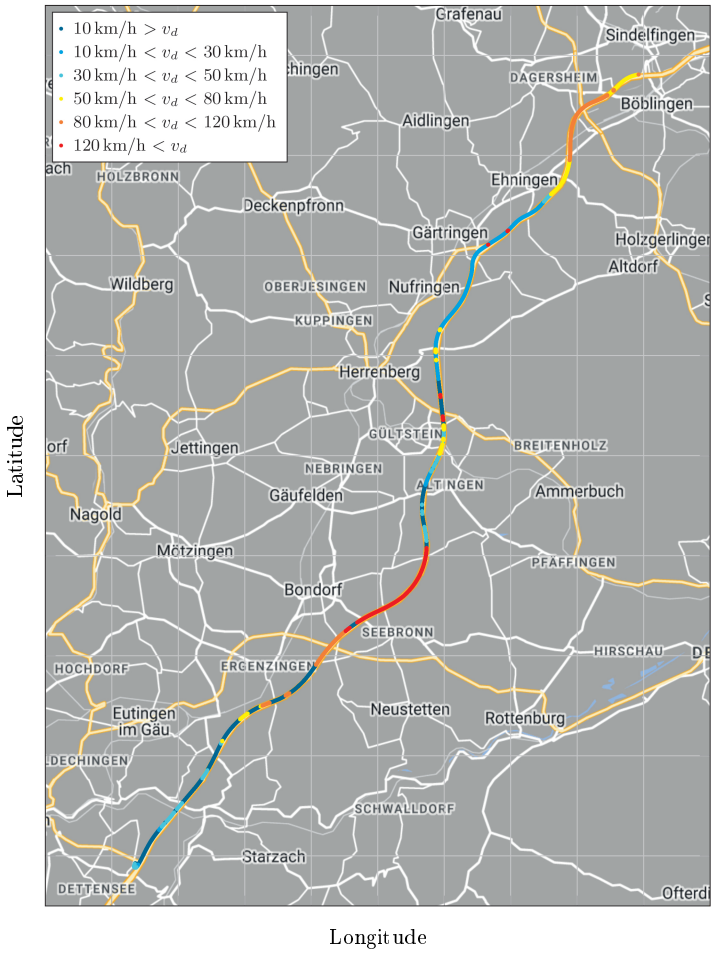 Grafenau
10 km/h > v_d
10 km/h < v_d < 30 km/h
30 km/h < v_d < 50 km/h
50 km/h < v_d < 80 km/h
80 km/h < v_d < 120 km/h
120 km/h < v_d
Sindelfingen
chingen
DAGERSHEIM
Böblingen
Aidlingen
ach
HOLZBRONN
Ehningen
Deckenpfronn
Gärtringen
Holzgerlinger
Altdorf
Wildberg
OBERJESINGEN
Nufringen
S
KUPPINGEN
Herrenberg
GÜLTSTEIN
orf
Jettingen
BREITENHOLZ
NEBRINGEN
Gäufelden
ALTINGEN
Ammerbuch
Nagold
Mötzingen
PFÄFFINGEN
Bondorf
SEEBRONN
HIRSCHAU
DE
HOCHDORF
ERGENZINGEN
Eutingen
im Gäu
Neustetten
Rottenburg
LDECHINGEN
SCHWALLDORF
n
Starzach
DETTENSEE
Ofterdi
Latitude
Longitude